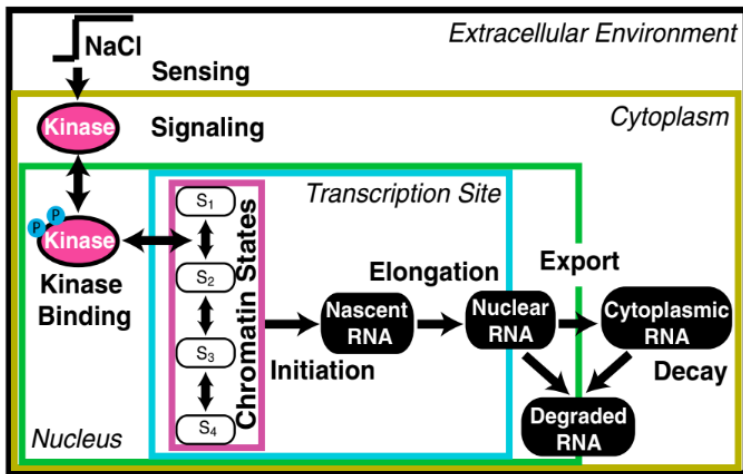 NaCl
Extracellular Environment
Sensing
Cytoplasm
Kinase
Signaling
Transcription Site
P
P
Kinase
Kinase
Binding
S1
S2
S3
S4
Chromatin States
Initiation
Nascent
RNA
Elongation
Nuclear
RNA
Export
Cytoplasmic
RNA
Decay
Degraded
RNA
Nucleus